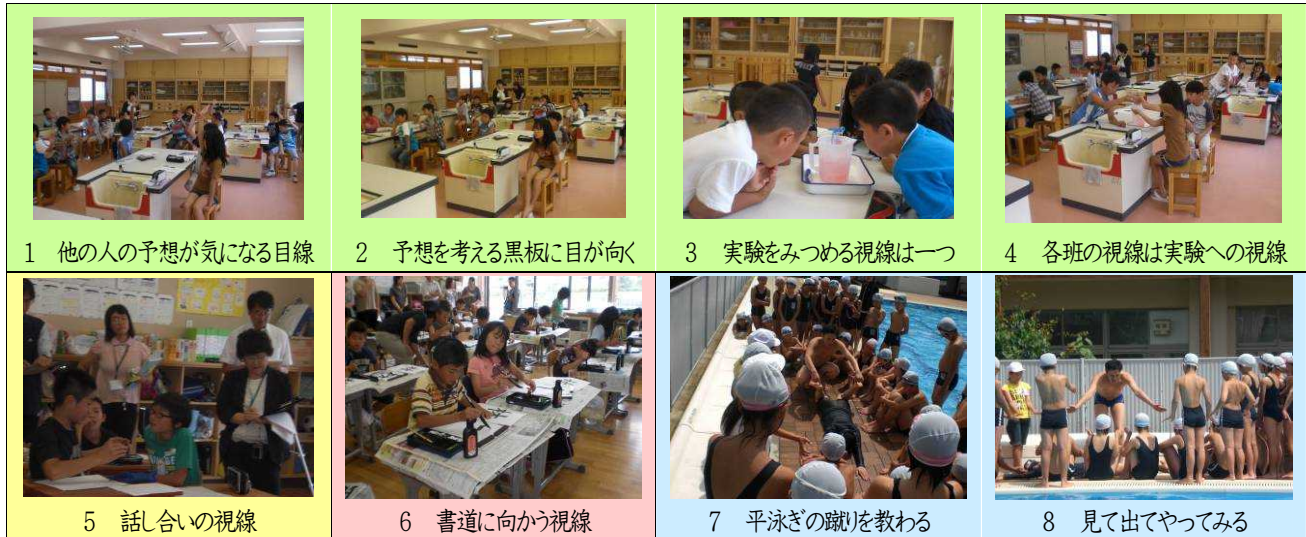 1 他の人の予想が気になる目線
2 予想を考える黒板に目が向く
3 実験をみつめる視線は一つ
4 各班の視線は実験への視線
5 話し合いの視線
6 書道に向かう視線
7 平泳ぎの蹴りを教わる
8 見て出てやってみる